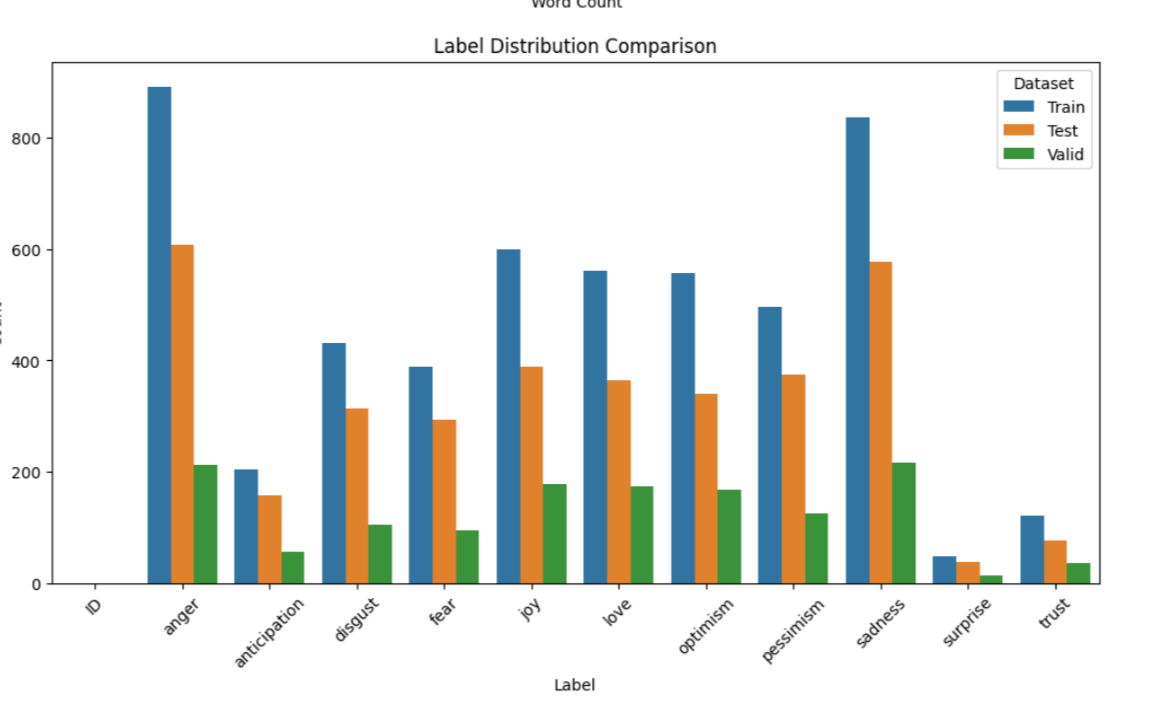 Word Count
Label Distribution Comparison
Dataset
Train
Test
Valid
800
600
400
200
0
ID
anger
anticipation
disgust
fear
joy
love
optimism
pessimism
sadness
surprise
trust
Label